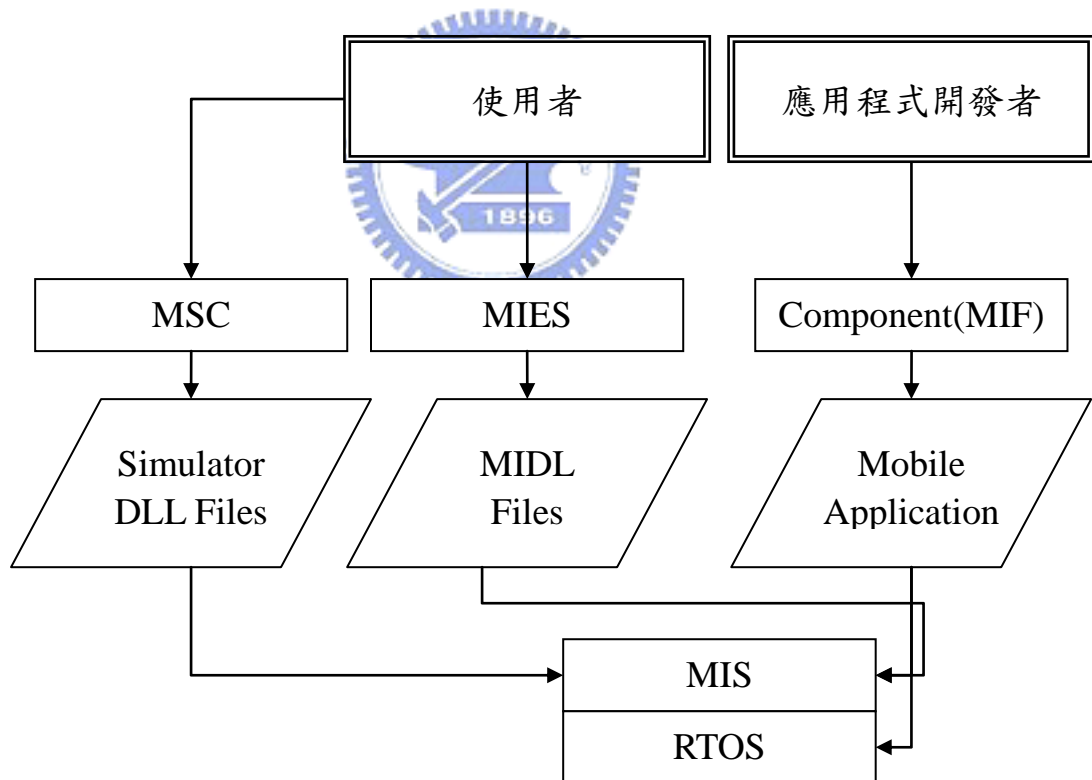 使用者
應用程式開發者
1896
MSC
MIES
Component(MIF)
Simulator
DLL Files
MIDL
Files
Mobile
Application
MIS
RTOS